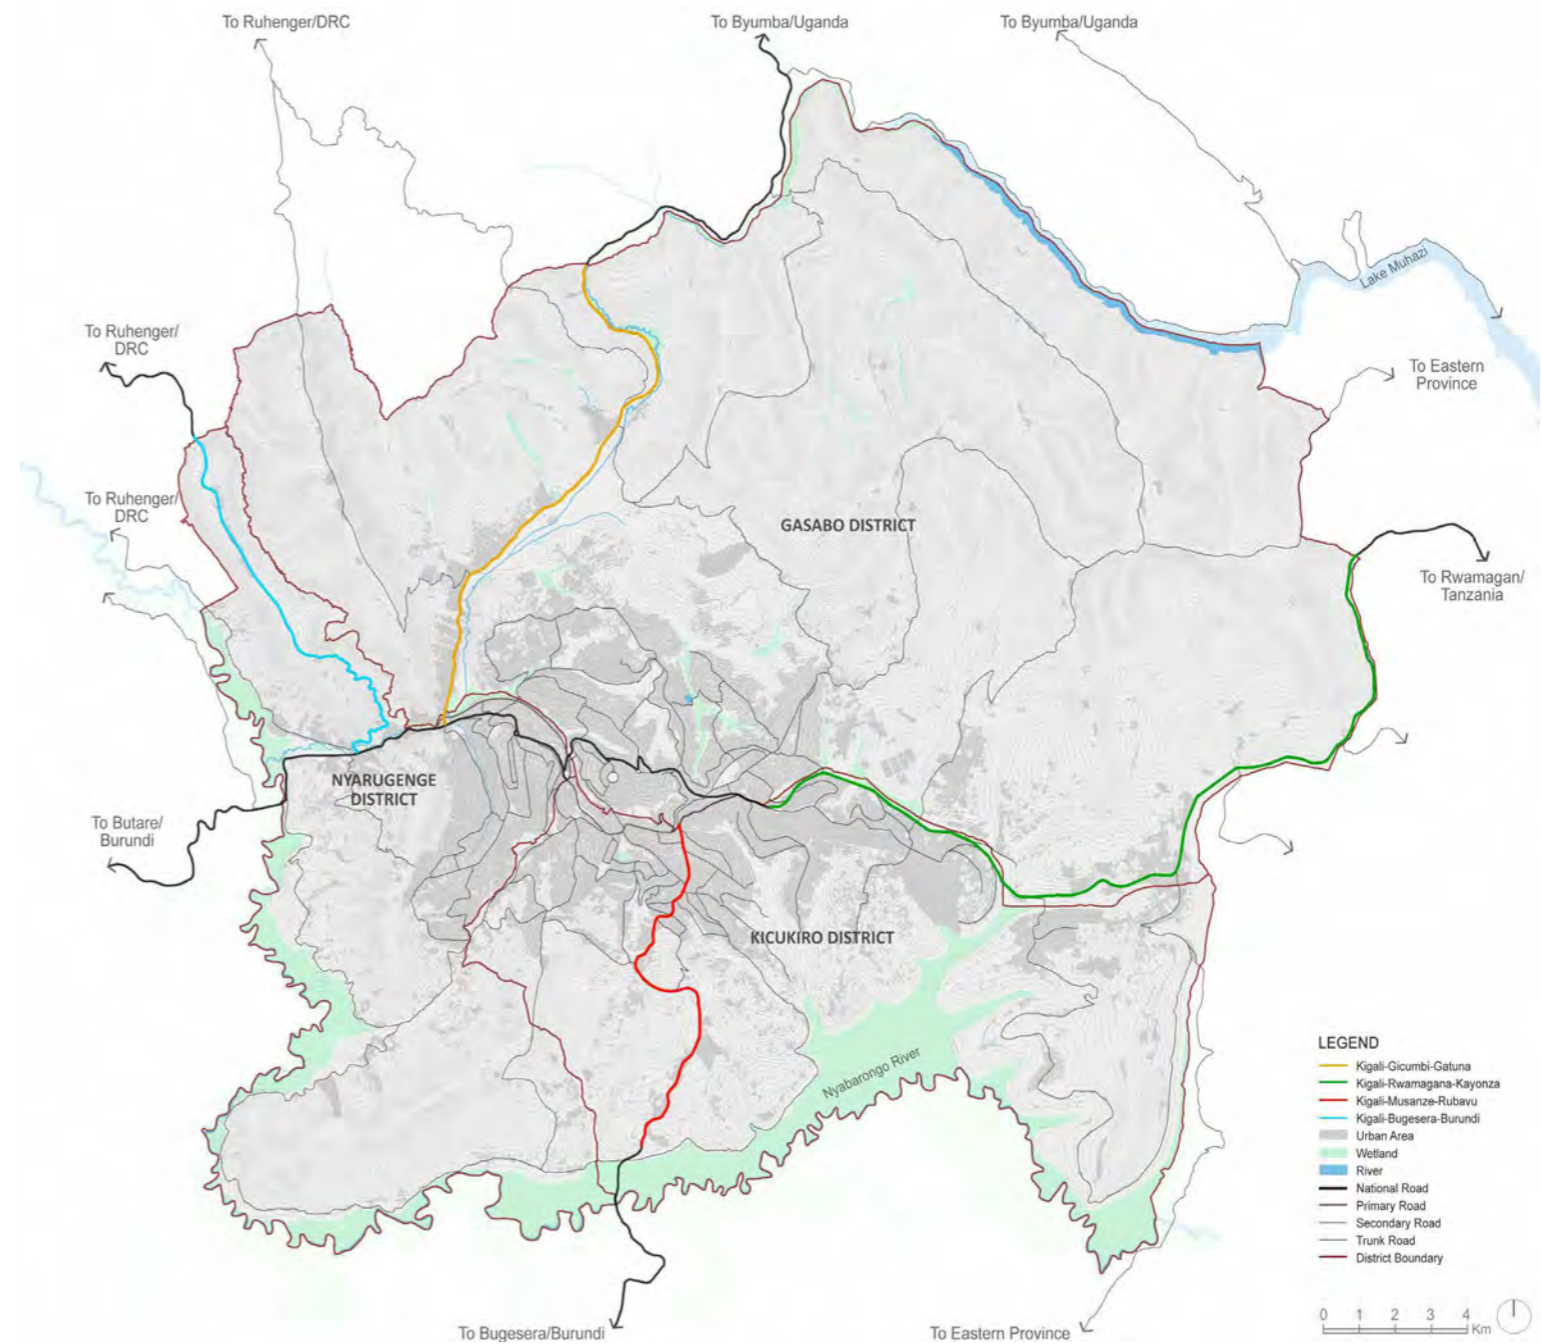 To Ruhenger/DRC
To Byumba/Uganda
To Byumba/Uganda
Lake Muhazi
To Ruhenger/
DRC
To Eastern
Province
To Ruhenger/
DRC
GASABO DISTRICT
To Rwamagan/
Tanzania
NYARUGENGE
DISTRICT
To Butare/
Burundi
KICUKIRO DISTRICT
Nyabarongo River
LEGEND
Kigali-Gicumbi-Gatuna
Kigali-Rwamagana-Kayonza
Kigali-Musanze-Rubavu
Kigali-Bugesera-Burundi
Urban Area
Wetland
River
National Road
Primary Road
Secondary Road
Trunk Road
District Boundary
0 1 2 3 4
Km
To Bugesera/Burundi
To Eastern Province